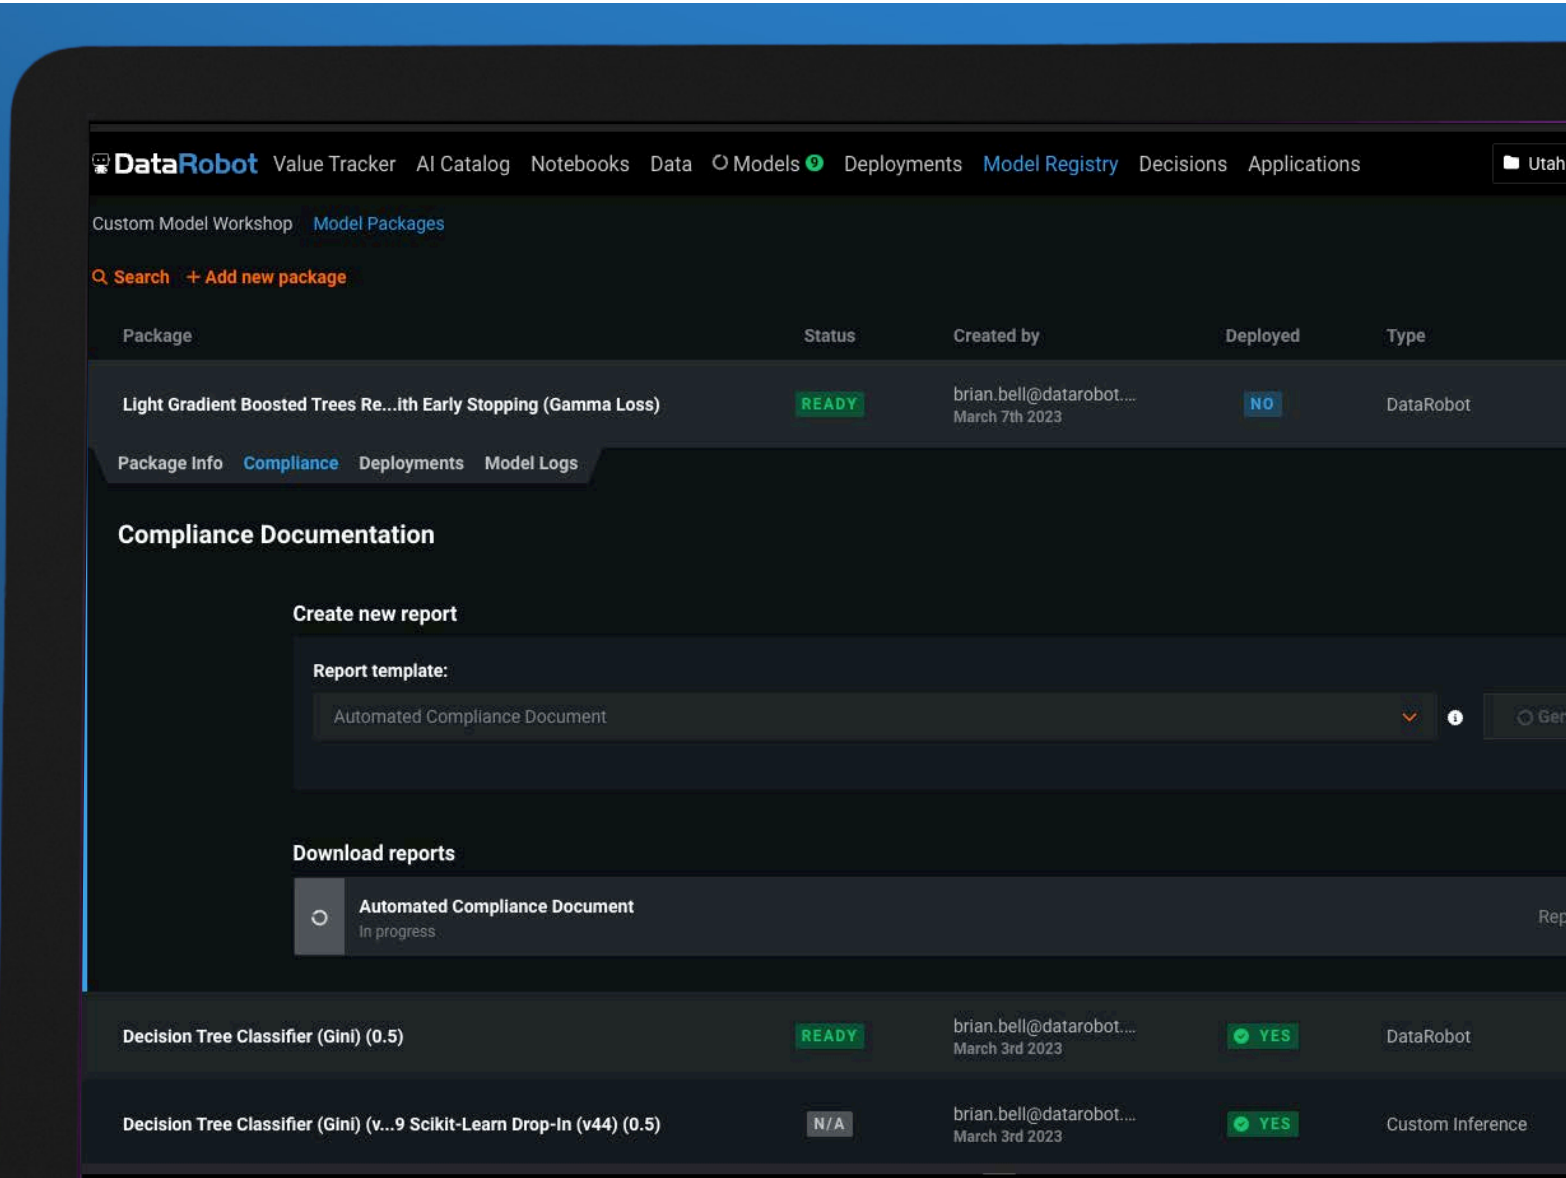 DataRobot Value Tracker AI Catalog Notebooks Data Models 9 Deployments Model Registry Decisions Applications Utah
Custom Model Workshop Model Packages
Search + Add new package
Package Status Created by Deployed Type
Light Gradient Boosted Trees Re...ith Early Stopping (Gamma Loss) READY brian.bell@datarobot.... NO DataRobot
March 7th 2023
Package Info Compliance Deployments Model Logs
Compliance Documentation
Create new report
Report template:
Automated Compliance Document
Download reports
Automated Compliance Document
In progress
Decision Tree Classifier (Gini) (0.5) READY brian.bell@datarobot.... YES DataRobot
March 3rd 2023
Decision Tree Classifier (Gini) (v...9 Scikit-Learn Drop-In (v44) (0.5) N/A brian.bell@datarobot.... YES Custom Inference
March 3rd 2023